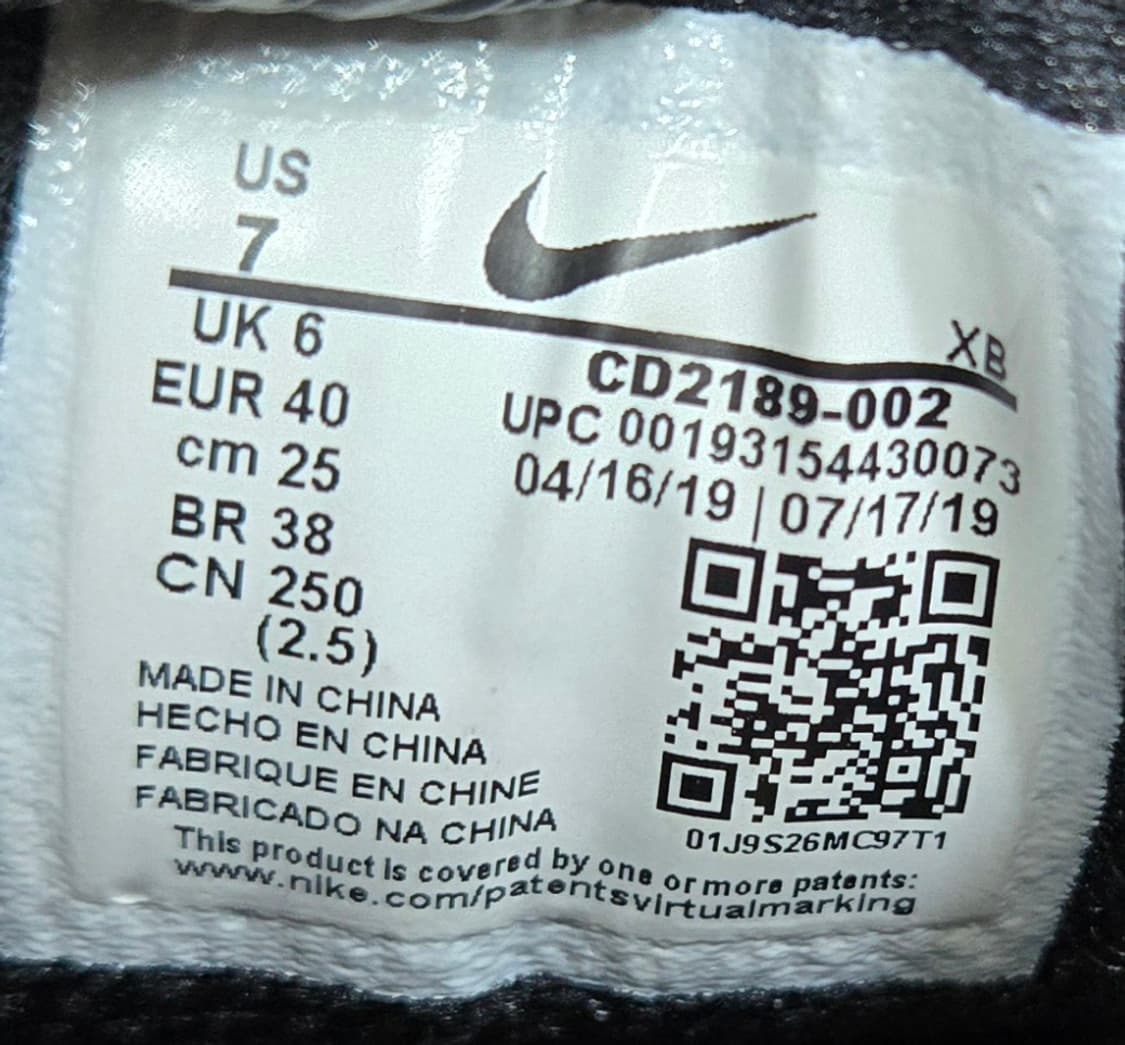 US
7
UK 6
EUR 40
cm 25
BR 38
CN 250
(2.5)
XB
CD2189-002
UPC 00193154430073
04/16/19 | 07/17/19
01J9S26MC97T1
MADE IN CHINA
HECHO EN CHINA
FABRIQUE EN CHINE
FABRICADO NA CHINA
This product is covered by one or more patents:
www.nike.com/patentsvirtualmarking